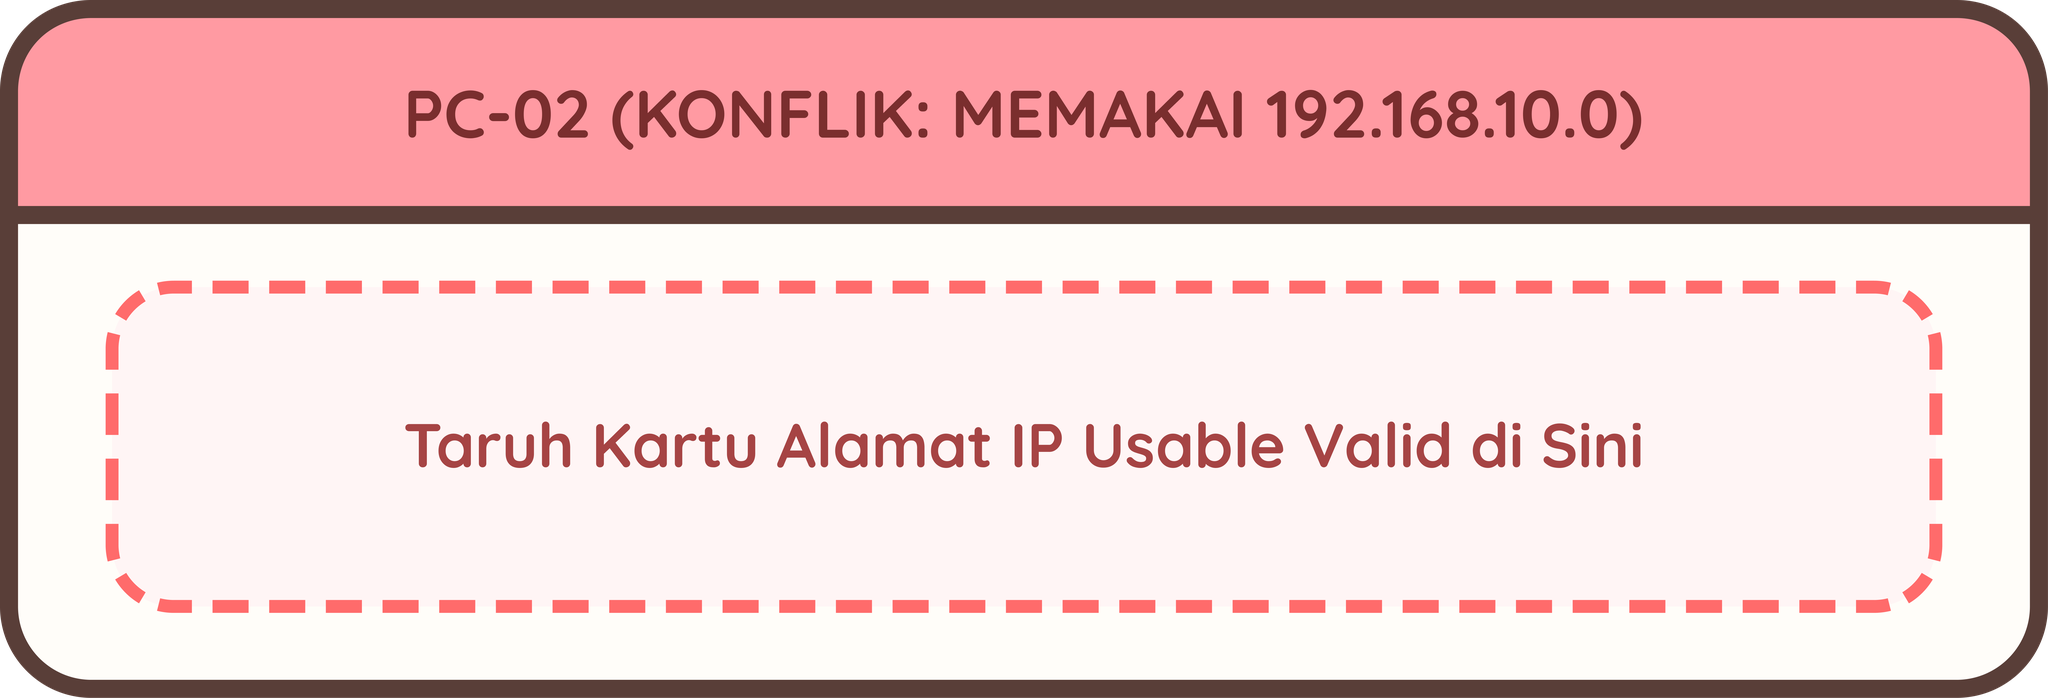 PC-02 (KONFLIK: MEMAKAI 192.168.10.0)
Taruh Kartu Alamat IP Usable Valid di Sini